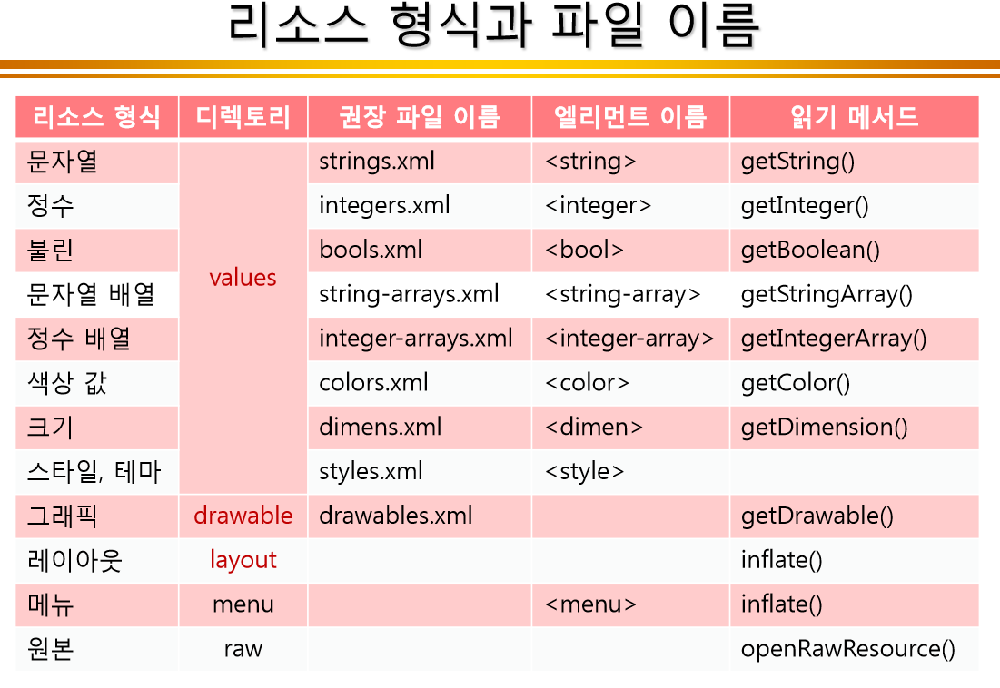 리소스 형식과 파일 이름
리소스 형식 디렉토리 권장 파일 이름 엘리먼트 이름 읽기 메서드
문자열 values strings.xml <string> getString()
정수 integers.xml <integer> getInteger()
불린 bools.xml <bool> getBoolean()
문자열 배열 string-arrays.xml <string-array> getStringArray()
정수 배열 integer-arrays.xml <integer-array> getIntegerArray()
색상 값 colors.xml <color> getColor()
크기 dimens.xml <dimen> getDimension()
스타일, 테마 styles.xml <style>
그래픽 drawable drawables.xml getDrawable()
레이아웃 layout inflate()
메뉴 menu <menu> inflate()
원본 raw openRawResource()